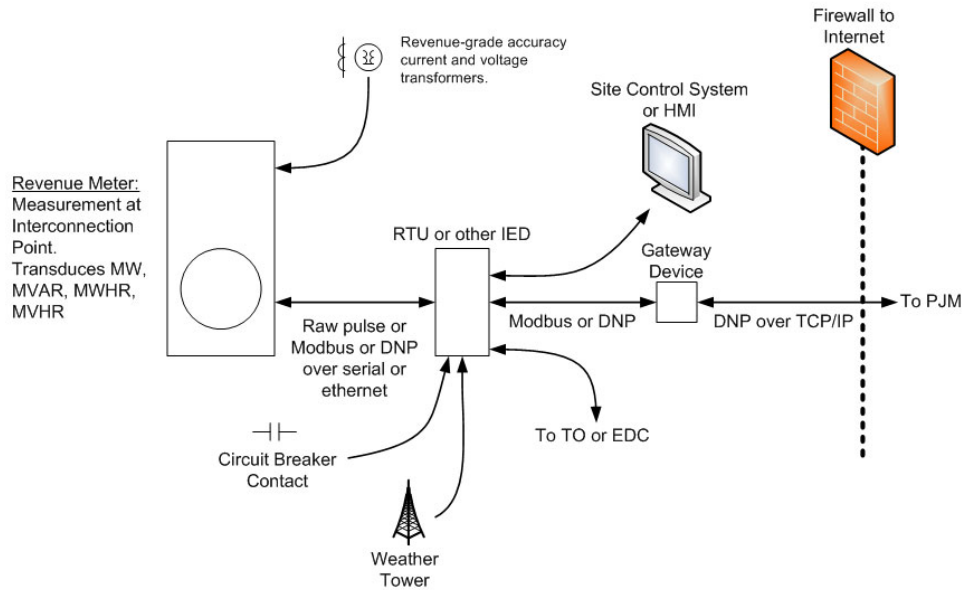 Firewall to
Internet
Revenue-grade accuracy
current and voltage
transformers.
Site Control System
or HMI
Revenue Meter:
Measurement at
Interconnection
Point.
Transduces MW,
MVAR, MWHR,
MVHR
RTU or other IED
Gateway
Device
To PJM
Raw pulse or
Modbus or DNP
over serial or
ethernet
Modbus or DNP
DNP over TCP/IP
To TO or EDC
Circuit Breaker
Contact
Weather
Tower